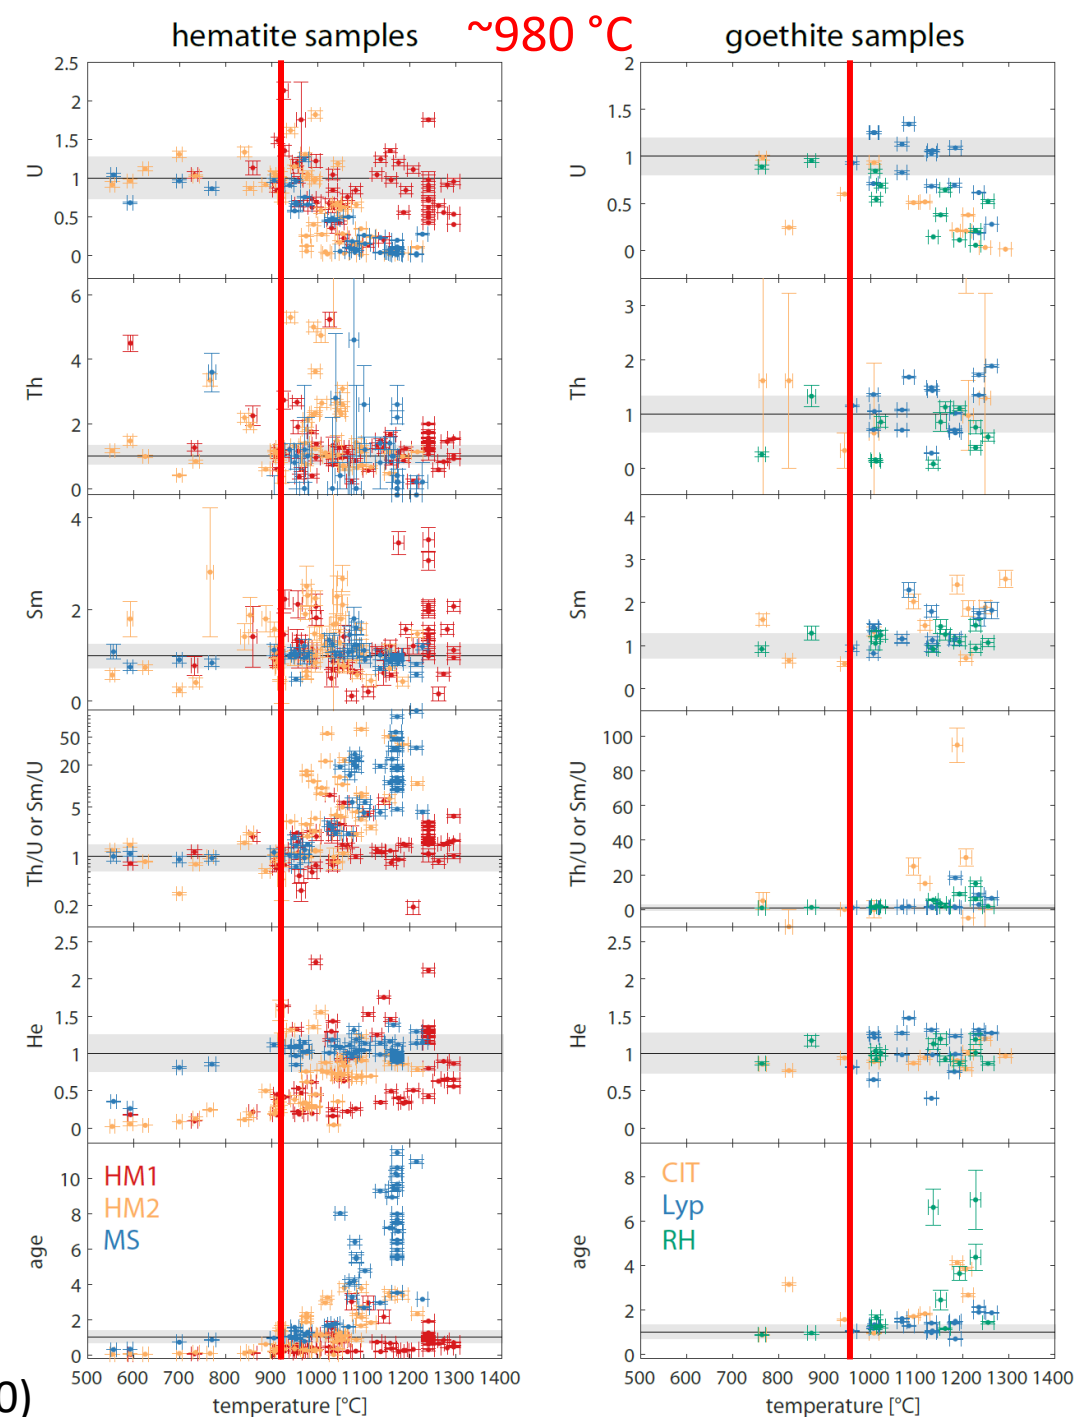 hematite samples
~980 °C
goethite samples
2.5
2
1.5
1
0.5
0
U
2
1.5
1
0.5
0
U
6
4
2
0
Th
3
2
1
0
Th
4
2
0
Sm
4
3
2
1
0
Sm
50
20
5
1
0.2
Th/U or Sm/U
100
80
60
40
20
0
Th/U or Sm/U
2.5
2
1.5
1
0.5
0
He
2.5
2
1.5
1
0.5
0
He
10
8
6
4
2
0
age
HM1
HM2
MS
8
6
4
2
0
age
CIT
Lyp
RH
500 600 700 800 900 1000 1100 1200 1300 1400
temperature [°C]
500 600 700 800 900 1000 1100 1200 1300 1400
temperature [°C]
0)